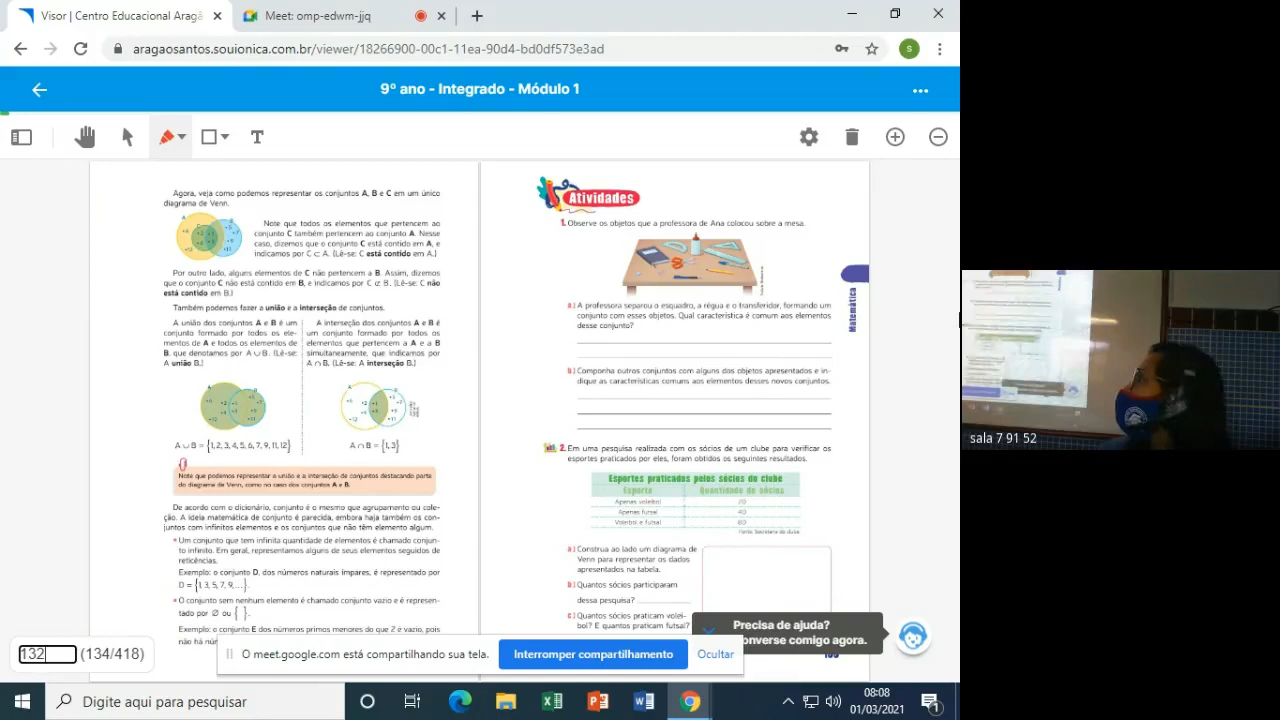 Visor | Centro Educacional Aragã
Meet: omp-edwm-jjq
aragaosantos.souionica.com.br/viewer/18266900-00c1-11ea-90d4-bd0df573e3ad
S
9º ano - Integrado - Módulo 1
T
Agora, veja como podemos representar os conjuntos A, B e C em um único
diagrama de Venn.
Note que todos os elementos que pertencem ao
conjunto C também pertencem ao conjunto A. Nesse
caso, dizemos que o conjunto C está contido em A, e
indicamos por C ⊂ A. (Lê-se: C está contido em A.)
Por outro lado, alguns elementos de C não pertencem a B. Assim, dizemos
que o conjunto C não está contido em B, e indicamos por C ⊄ B. (Lê-se: C não
está contido em B.)
Também podemos fazer a união e a interseção de conjuntos.
A união dos conjuntos A e B é um
conjunto formado por todos os ele-
mentos de A e todos os elementos de
B, que denotamos por A ∪ B. (Lê-se:
A união B.)
A interseção dos conjuntos A e B é
um conjunto formado por todos os
elementos que pertencem a A e a B
simultaneamente, que indicamos por
A ∩ B. (Lê-se: A interseção B.)
A ∪ B = {1, 2, 3, 4, 5, 6, 7, 9, 11, 12}
A ∩ B = {1, 3}
Note que podemos representar a união e a interseção de conjuntos destacando parte
do diagrama de Venn, como no caso dos conjuntos A e B.
De acordo com o dicionário, conjunto é o mesmo que agrupamento ou cole-
ção. A ideia matemática de conjunto é parecida, embora haja também os con-
juntos com infinitos elementos e os conjuntos que não têm elemento algum.
Um conjunto que tem infinita quantidade de elementos é chamado conjun-
to infinito. Em geral, representamos alguns de seus elementos seguidos de
reticências.
Exemplo: o conjunto D, dos números naturais ímpares, é representado por
D = {1, 3, 5, 7, 9,...}.
O conjunto sem nenhum elemento é chamado conjunto vazio e é represen-
tado por ∅ ou { }.
Exemplo: o conjunto E dos números primos menores do que 2 é vazio, pois
não há
Atividades
1. Observe os objetos que a professora de Ana colocou sobre a mesa.
a) A professora separou o esquadro, a régua e o transferidor, formando um
conjunto com esses objetos. Qual característica é comum aos elementos
desse conjunto?
b) Componha outros conjuntos com alguns dos objetos apresentados e in-
dique as características comuns aos elementos desses novos conjuntos.
2. Em uma pesquisa realizada com os sócios de um clube para verificar os
esportes praticados por eles, foram obtidos os seguintes resultados.
Esportes praticados pelos sócios do clube
Esporte Quantidade de sócios
Apenas voleibol
Apenas futsal 40
Voleibol e futsal
Fonte: Secretaria do clube.
a) Construa ao lado um diagrama de
Venn para representar os dados
apresentados na tabela.
b) Quantos sócios participaram
dessa pesquisa?
c) Quantos sócios praticam volei-
bol? E quantos praticam futsal?
Matemática
Precisa de ajuda?
onverse comigo agora.
132 (134/418)
O meet.google.com está compartilhando sua tela.
Interromper compartilhamento
Ocultar
Digite aqui para pesquisar
08:08
01/03/2021
1
sala 7 91 52